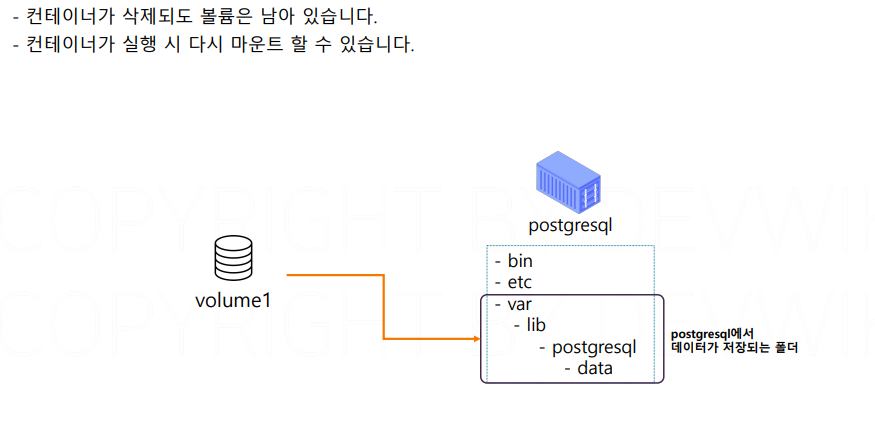 - 컨테이너가 삭제되도 볼륨은 남아 있습니다.
- 컨테이너가 실행 시 다시 마운트 할 수 있습니다.
postgresql
- bin
- etc
- var
- lib
- postgresql
- data
volume1
postgresql에서
데이터가 저장되는 폴더
COPYRIGHT BY DEVWIK
COPYRIGHT BY DEVWIK